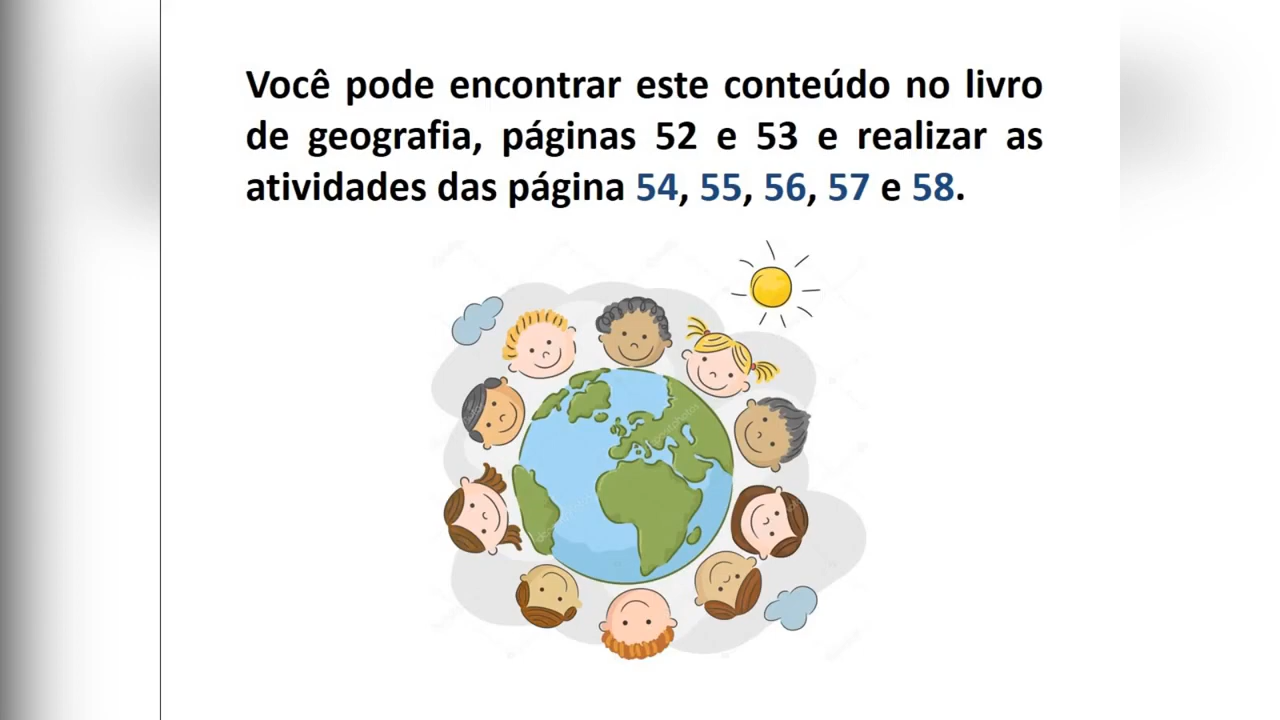 Você pode encontrar este conteúdo no livro
de geografia, páginas 52 e 53 e realizar as
atividades das página 54, 55, 56, 57 e 58.